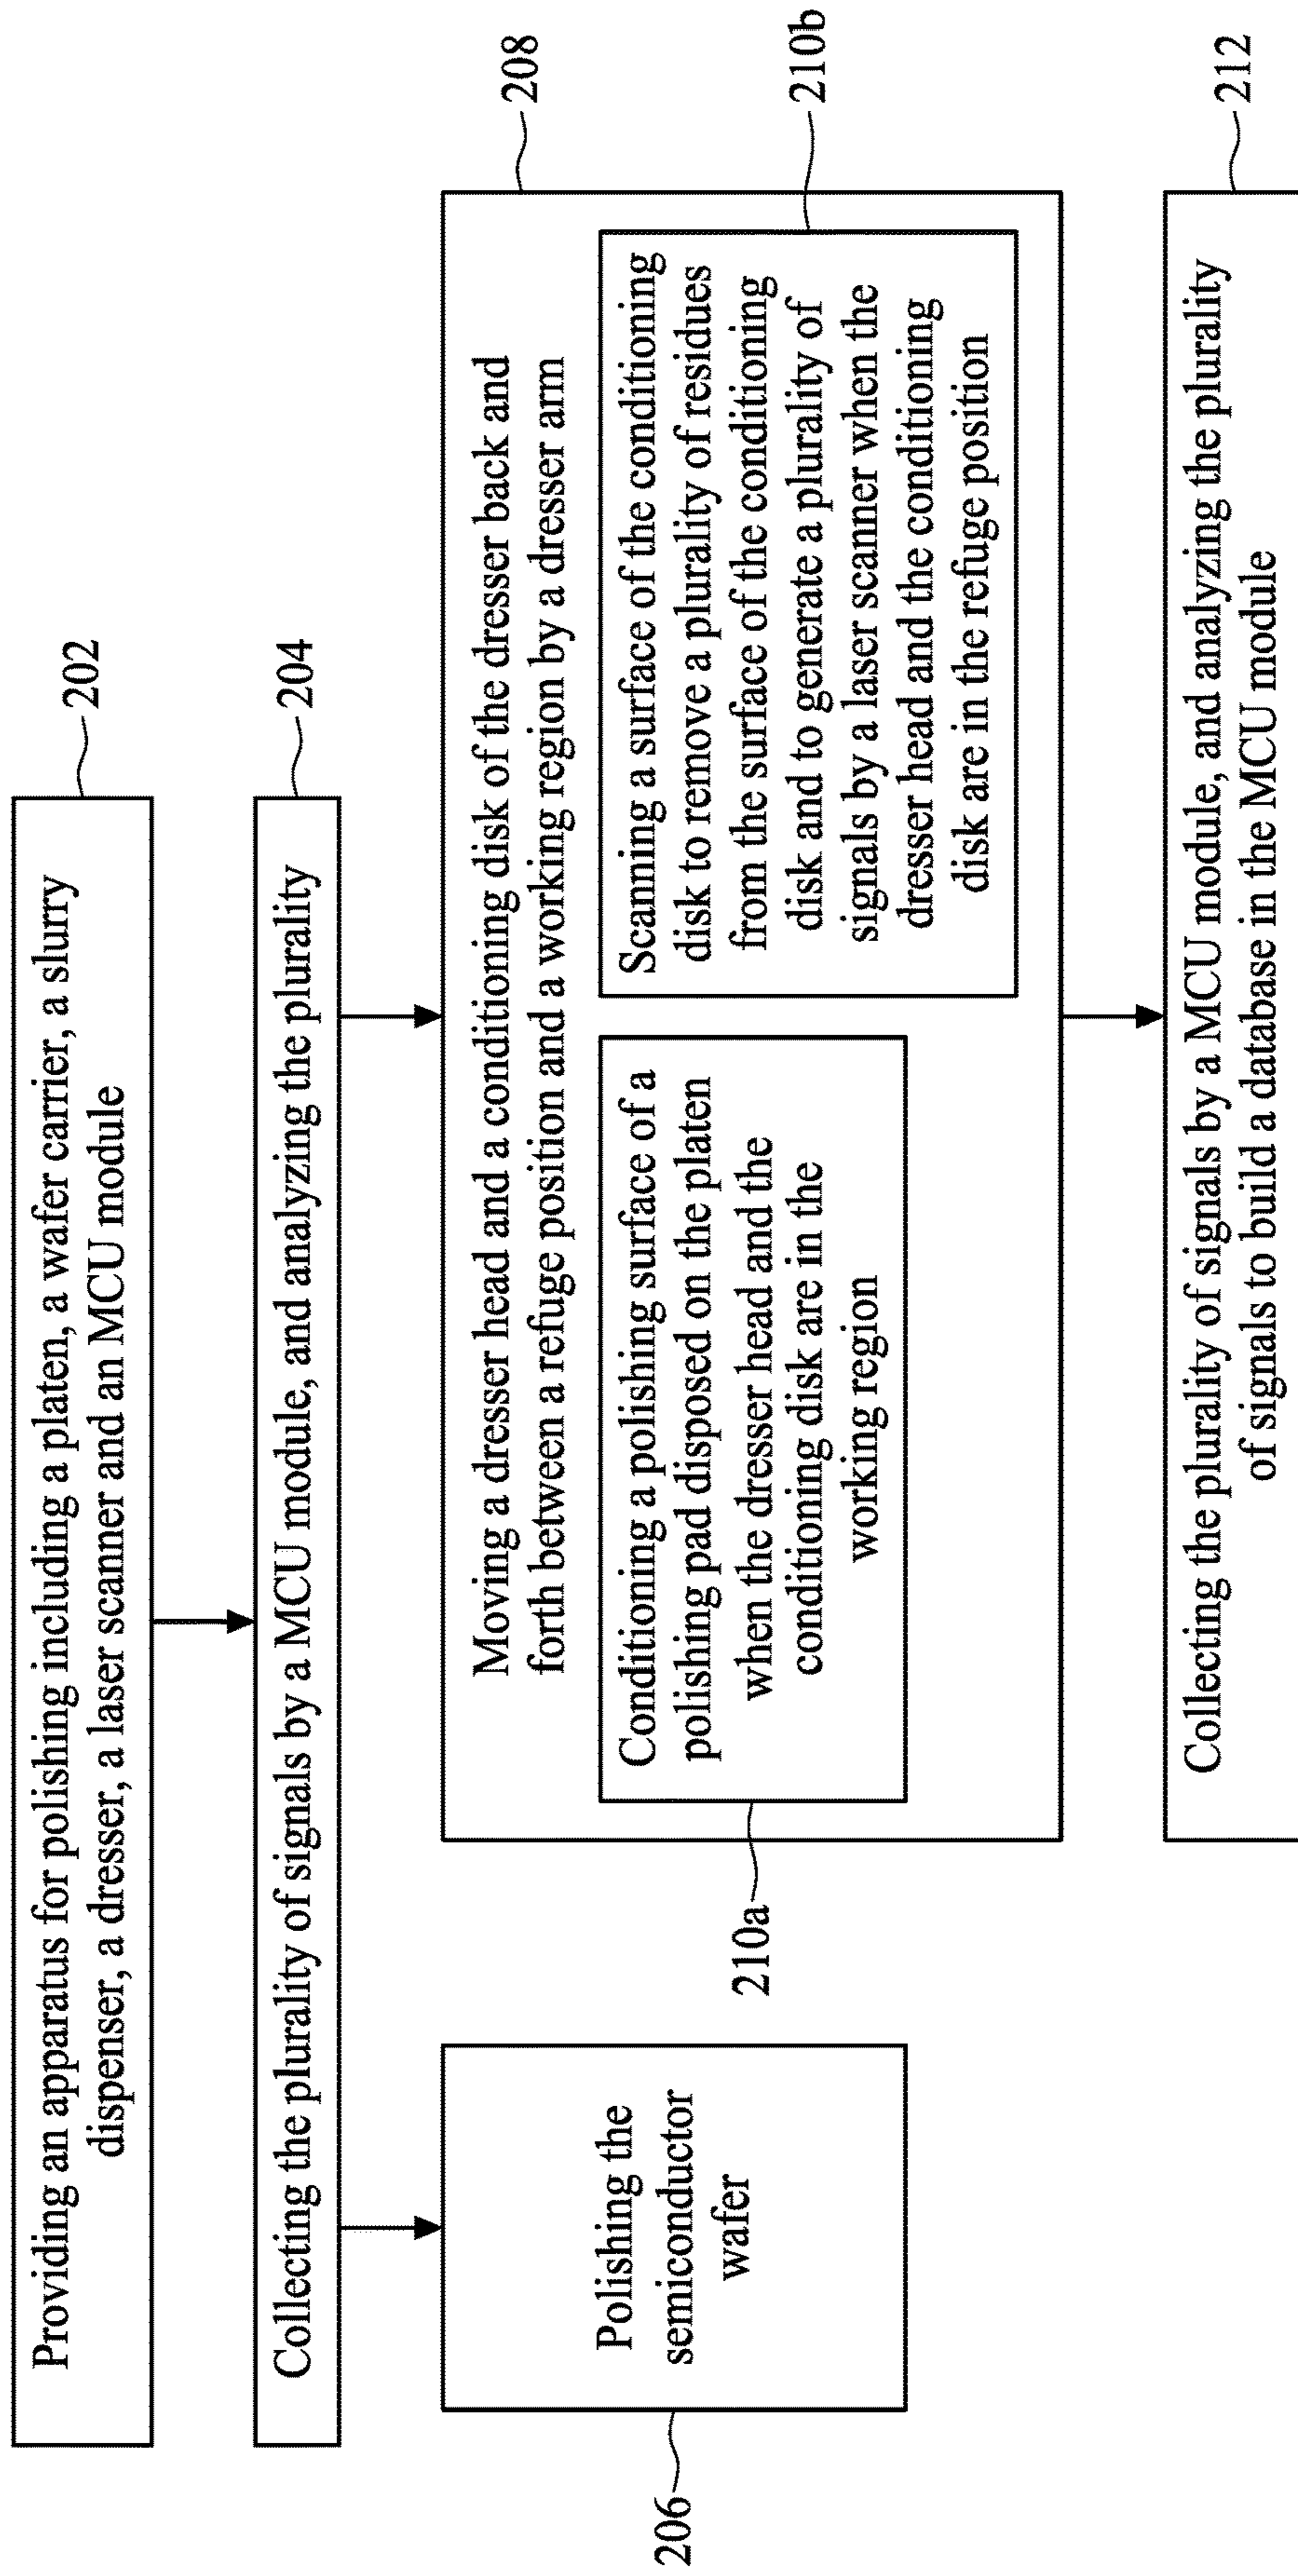 Providing an apparatus for polishing including a platen, a wafer carrier, a slurry
dispenser, a dresser, a laser scanner and an MCU module
202
Collecting the plurality of signals by a MCU module, and analyzing the plurality
204
Polishing the
semiconductor
wafer
206
Moving a dresser head and a conditioning disk of the dresser back and
forth between a refuge position and a working region by a dresser arm
208
Conditioning a polishing surface of a
polishing pad disposed on the platen
when the dresser head and the
conditioning disk are in the
working region
210a
Scanning a surface of the conditioning
disk to remove a plurality of residues
from the surface of the conditioning
disk and to generate a plurality of
signals by a laser scanner when the
dresser head and the conditioning
disk are in the refuge position
210b
Collecting the plurality of signals by a MCU module, and analyzing the plurality
of signals to build a database in the MCU module
212